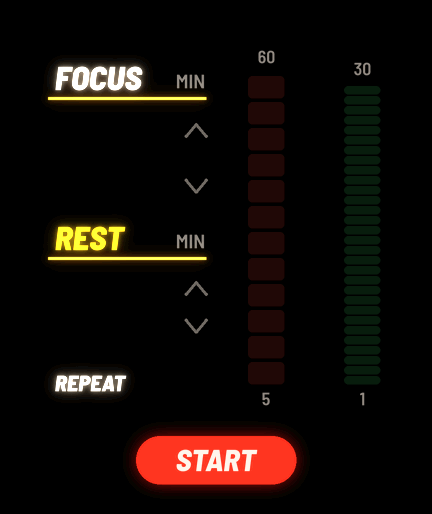 FOCUS MIN
60
30
REST MIN
REPEAT
5
1
START